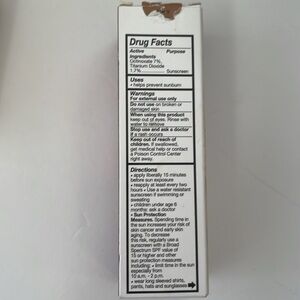 Drug Facts
Active Purpose
Ingredients
Octinoxate 7%,
Titanium Dioxide
1.7% Sunscreen
Uses
• helps prevent sunburn
Warnings
For external use only
Do not use on broken or
damaged skin
When using this product
keep out of eyes. Rinse with
water to remove
Stop use and ask a doctor
if a rash occurs
Keep out of reach of
children. If swallowed,
get medical help or contact
a Poison Control Center
right away.
Directions
• apply liberally 15 minutes
before sun exposure
• reapply at least every two
hours • Use a water resistant
sunscreen if swimming or
sweating
• children under age 6
months: ask a doctor
• Sun Protection
Measures. Spending time in
the sun increases your risk of
skin cancer and early skin
aging. To decrease
this risk, regularly use a
sunscreen with a Broad
Spectrum SPF value of
15 or higher and other
sun protection measures
including: • limit time in the sun
especially from
10 a.m. - 2 p.m.
• wear long sleeved shirts,
pants, hats and sunglasses